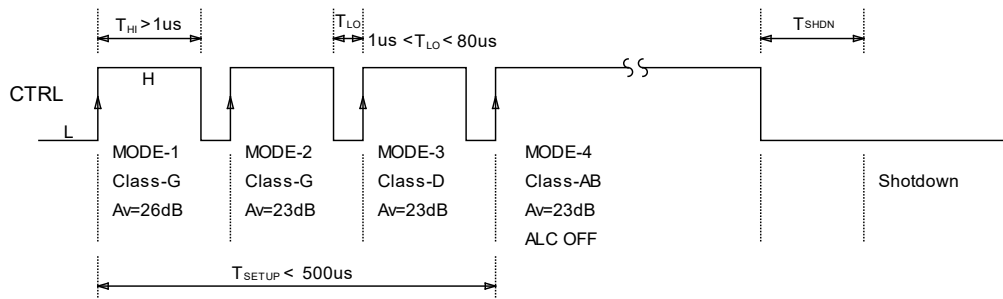 THI>1us
TLO
1us <TLO< 80us
TSHDN
CTRL
H
L
MODE-1
Class-G
Av=26dB
MODE-2
Class-G
Av=23dB
MODE-3
Class-D
Av=23dB
MODE-4
Class-AB
Av=23dB
ALC OFF
Shotdown
TSETUP< 500us